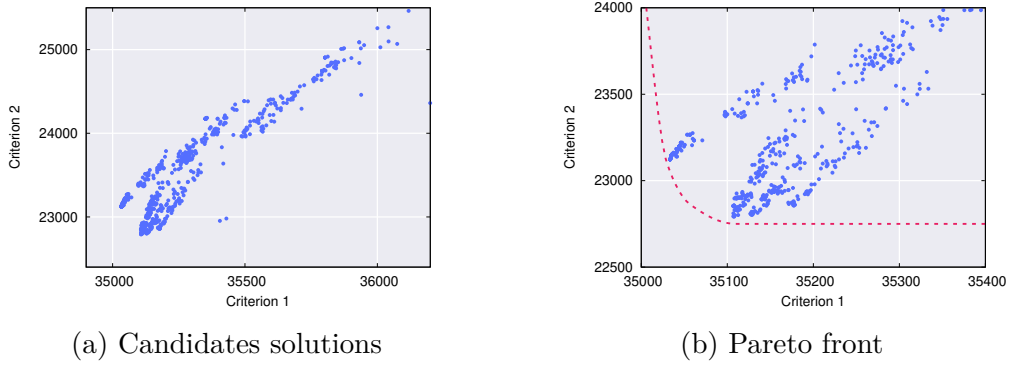 25000
24000
23000
Criterion 2
35000
35500
36000
Criterion 1
(a) Candidates solutions
24000
23500
23000
22500
Criterion 2
35000
35100
35200
35300
35400
Criterion 1
(b) Pareto front